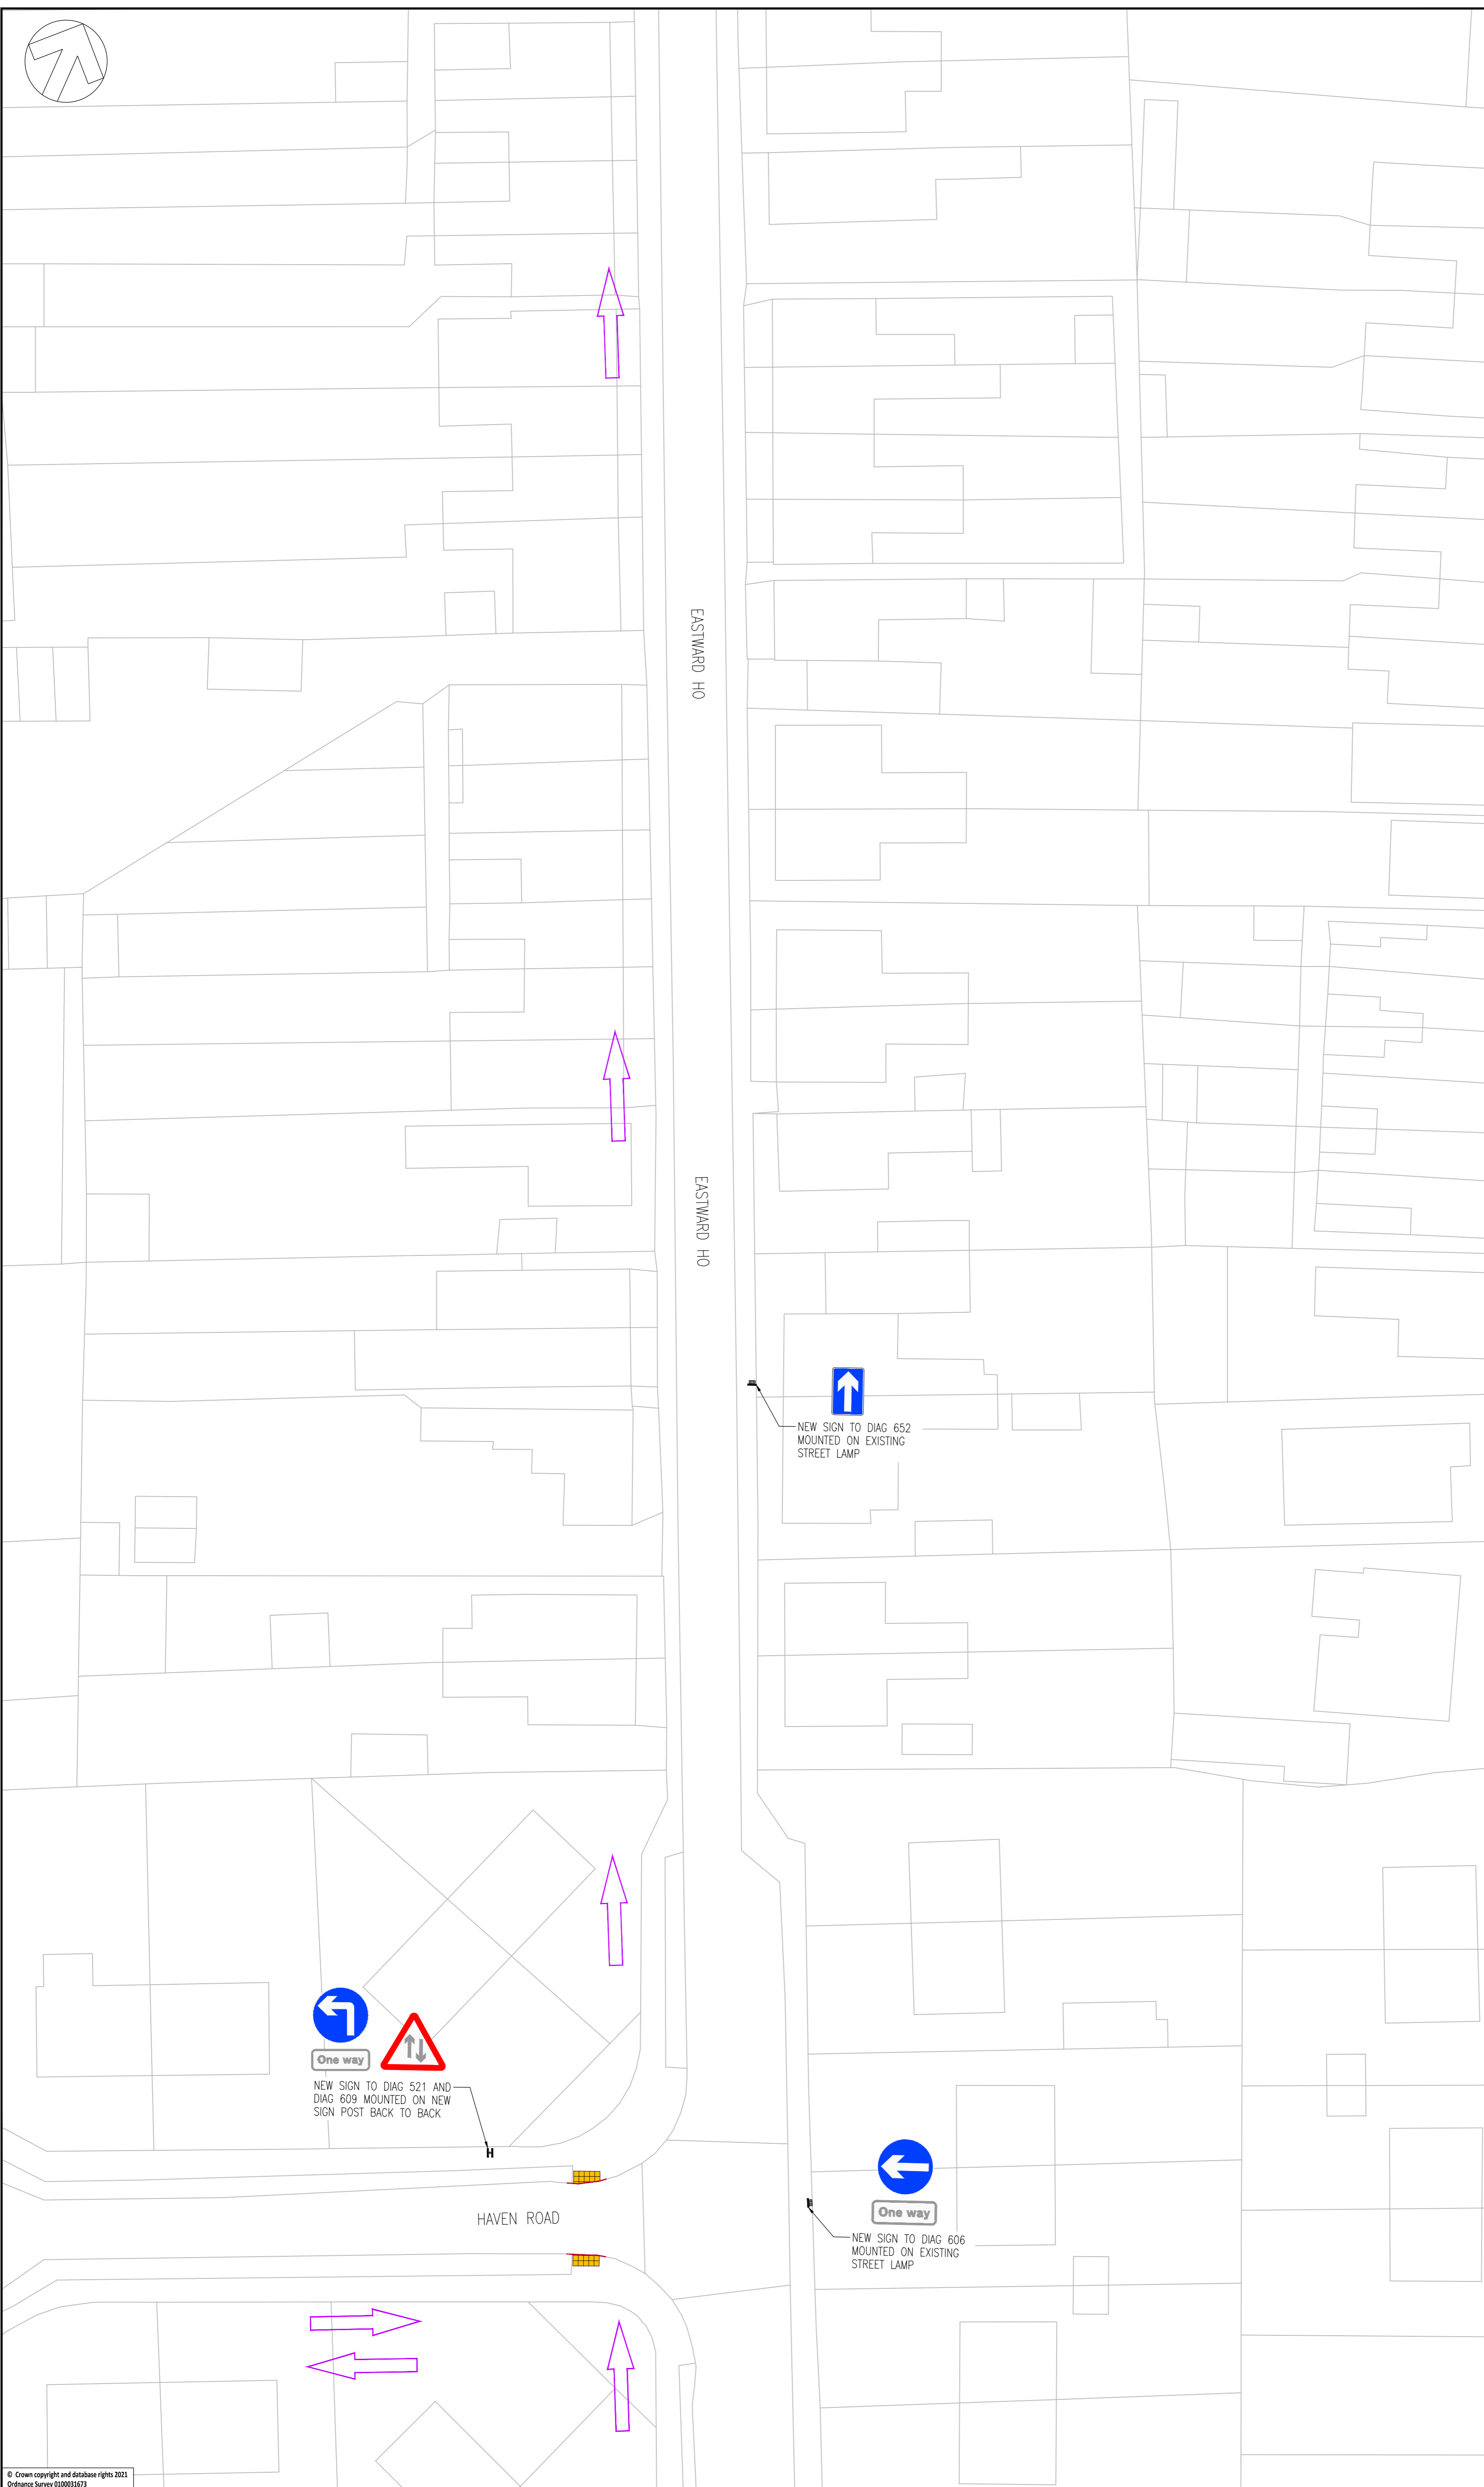 EASTWARD HO
EASTWARD HO
NEW SIGN TO DIAG 652
MOUNTED ON EXISTING
STREET LAMP
One way
NEW SIGN TO DIAG 521 AND
DIAG 609 MOUNTED ON NEW
SIGN POST BACK TO BACK
H
HAVEN ROAD
One way
NEW SIGN TO DIAG 606
MOUNTED ON EXISTING
STREET LAMP
© Crown copyright and database rights 2021
Ordnance Survey 0100031673